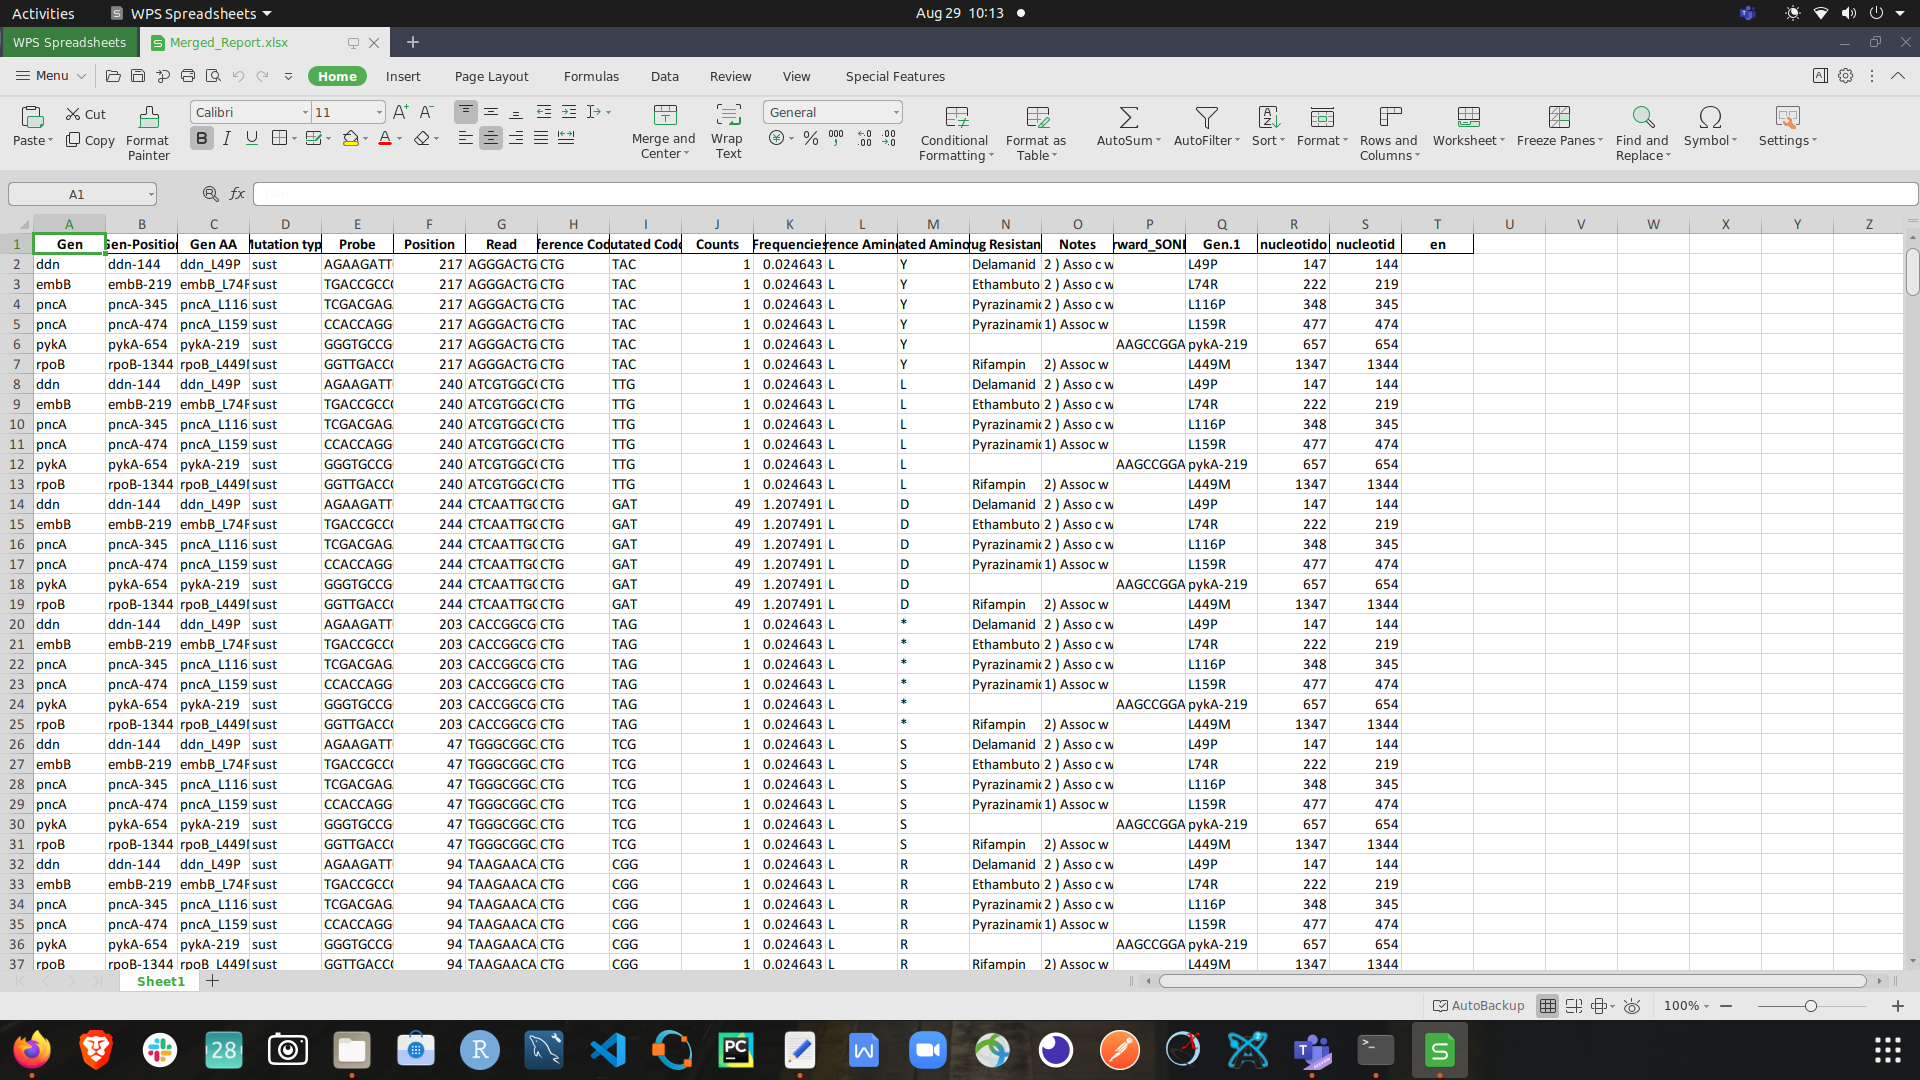 Activities WPS Spreadsheets Aug 29 10:13
WPS Spreadsheets Merged_Report.xlsx
Menu Home Insert Page Layout Formulas Data Review View Special Features
Paste Cut Copy Format Painter Calibri 11 Merge and Center Wrap Text General Conditional Formatting Format as Table AutoSum AutoFilter Sort Format Rows and Columns Worksheet Freeze Panes Find and Replace Symbol Settings
A1 fx
A B C D E F G H I J K L M N O P Q R S T U V W X Y Z
1 Gen Gen-Position Gen AA Mutation typ Probe Position Read ference Cod utated Codo Counts Frequencies rence Amino ated Amino ug Resistan Notes rward_SOND Gen.1 nucleotido nucleotid en
2 ddn ddn-144 ddn_L49P sust AGAAGATT 217 AGGGACTG CTG TAC 1 0.024643 L Y Delamanid 2 ) Asso c w L49P 147 144
3 embB embB-219 embB_L74R sust TGACCGCC 217 AGGGACTG CTG TAC 1 0.024643 L Y Ethambuto 2 ) Asso c w L74R 222 219
4 pncA pncA-345 pncA_L116 sust TCGACGAG 217 AGGGACTG CTG TAC 1 0.024643 L Y Pyrazinamid 2 ) Asso c w L116P 348 345
5 pncA pncA-474 pncA_L159 sust CCACCAGG 217 AGGGACTG CTG TAC 1 0.024643 L Y Pyrazinamid 1) Assoc w L159R 477 474
6 pykA pykA-654 pykA-219 sust GGGTGCCG 217 AGGGACTG CTG TAC 1 0.024643 L Y AAGCCGGA pykA-219 657 654
7 rpoB rpoB-1344 rpoB_L449 sust GGTTGACC 217 AGGGACTG CTG TAC 1 0.024643 L Y Rifampin 2) Assoc w L449M 1347 1344
8 ddn ddn-144 ddn_L49P sust AGAAGATT 240 ATCGTGGC CTG TTG 1 0.024643 L L Delamanid 2 ) Asso c w L49P 147 144
9 embB embB-219 embB_L74R sust TGACCGCC 240 ATCGTGGC CTG TTG 1 0.024643 L L Ethambuto 2 ) Asso c w L74R 222 219
10 pncA pncA-345 pncA_L116 sust TCGACGAG 240 ATCGTGGC CTG TTG 1 0.024643 L L Pyrazinamid 2 ) Asso c w L116P 348 345
11 pncA pncA-474 pncA_L159 sust CCACCAGG 240 ATCGTGGC CTG TTG 1 0.024643 L L Pyrazinamid 1) Assoc w L159R 477 474
12 pykA pykA-654 pykA-219 sust GGGTGCCG 240 ATCGTGGC CTG TTG 1 0.024643 L L AAGCCGGA pykA-219 657 654
13 rpoB rpoB-1344 rpoB_L449 sust GGTTGACC 240 ATCGTGGC CTG TTG 1 0.024643 L L Rifampin 2) Assoc w L449M 1347 1344
14 ddn ddn-144 ddn_L49P sust AGAAGATT 244 CTCAATTG CTG GAT 49 1.207491 L D Delamanid 2 ) Asso c w L49P 147 144
15 embB embB-219 embB_L74R sust TGACCGCC 244 CTCAATTG CTG GAT 49 1.207491 L D Ethambuto 2 ) Asso c w L74R 222 219
16 pncA pncA-345 pncA_L116 sust TCGACGAG 244 CTCAATTG CTG GAT 49 1.207491 L D Pyrazinamid 2 ) Asso c w L116P 348 345
17 pncA pncA-474 pncA_L159 sust CCACCAGG 244 CTCAATTG CTG GAT 49 1.207491 L D Pyrazinamid 1) Assoc w L159R 477 474
18 pykA pykA-654 pykA-219 sust GGGTGCCG 244 CTCAATTG CTG GAT 49 1.207491 L D AAGCCGGA pykA-219 657 654
19 rpoB rpoB-1344 rpoB_L449 sust GGTTGACC 244 CTCAATTG CTG GAT 49 1.207491 L D Rifampin 2) Assoc w L449M 1347 1344
20 ddn ddn-144 ddn_L49P sust AGAAGATT 203 CACCGGCG CTG TAG 1 0.024643 L * Delamanid 2 ) Asso c w L49P 147 144
21 embB embB-219 embB_L74R sust TGACCGCC 203 CACCGGCG CTG TAG 1 0.024643 L * Ethambuto 2 ) Asso c w L74R 222 219
22 pncA pncA-345 pncA_L116 sust TCGACGAG 203 CACCGGCG CTG TAG 1 0.024643 L * Pyrazinamid 2 ) Asso c w L116P 348 345
23 pncA pncA-474 pncA_L159 sust CCACCAGG 203 CACCGGCG CTG TAG 1 0.024643 L * Pyrazinamid 1) Assoc w L159R 477 474
24 pykA pykA-654 pykA-219 sust GGGTGCCG 203 CACCGGCG CTG TAG 1 0.024643 L * AAGCCGGA pykA-219 657 654
25 rpoB rpoB-1344 rpoB_L449 sust GGTTGACC 203 CACCGGCG CTG TAG 1 0.024643 L * Rifampin 2) Assoc w L449M 1347 1344
26 ddn ddn-144 ddn_L49P sust AGAAGATT 47 TGGGCGGC CTG TCG 1 0.024643 L S Delamanid 2 ) Asso c w L49P 147 144
27 embB embB-219 embB_L74R sust TGACCGCC 47 TGGGCGGC CTG TCG 1 0.024643 L S Ethambuto 2 ) Asso c w L74R 222 219
28 pncA pncA-345 pncA_L116 sust TCGACGAG 47 TGGGCGGC CTG TCG 1 0.024643 L S Pyrazinamid 2 ) Asso c w L116P 348 345
29 pncA pncA-474 pncA_L159 sust CCACCAGG 47 TGGGCGGC CTG TCG 1 0.024643 L S Pyrazinamid 1) Assoc w L159R 477 474
30 pykA pykA-654 pykA-219 sust GGGTGCCG 47 TGGGCGGC CTG TCG 1 0.024643 L S AAGCCGGA pykA-219 657 654
31 rpoB rpoB-1344 rpoB_L449 sust GGTTGACC 47 TGGGCGGC CTG TCG 1 0.024643 L S Rifampin 2) Assoc w L449M 1347 1344
32 ddn ddn-144 ddn_L49P sust AGAAGATT 94 TAAGAACA CTG CGG 1 0.024643 L R Delamanid 2 ) Asso c w L49P 147 144
33 embB embB-219 embB_L74R sust TGACCGCC 94 TAAGAACA CTG CGG 1 0.024643 L R Ethambuto 2 ) Asso c w L74R 222 219
34 pncA pncA-345 pncA_L116 sust TCGACGAG 94 TAAGAACA CTG CGG 1 0.024643 L R Pyrazinamid 2 ) Asso c w L116P 348 345
35 pncA pncA-474 pncA_L159 sust CCACCAGG 94 TAAGAACA CTG CGG 1 0.024643 L R Pyrazinamid 1) Assoc w L159R 477 474
36 pykA pykA-654 pykA-219 sust GGGTGCCG 94 TAAGAACA CTG CGG 1 0.024643 L R AAGCCGGA pykA-219 657 654
37 rpoB rpoB-1344 rpoB_L449 sust GGTTGACC 94 TAAGAACA CTG CGG 1 0.024643 L R Rifampin 2) Assoc w L449M 1347 1344
Sheet1
AutoBackup 100%
28 R PC W S